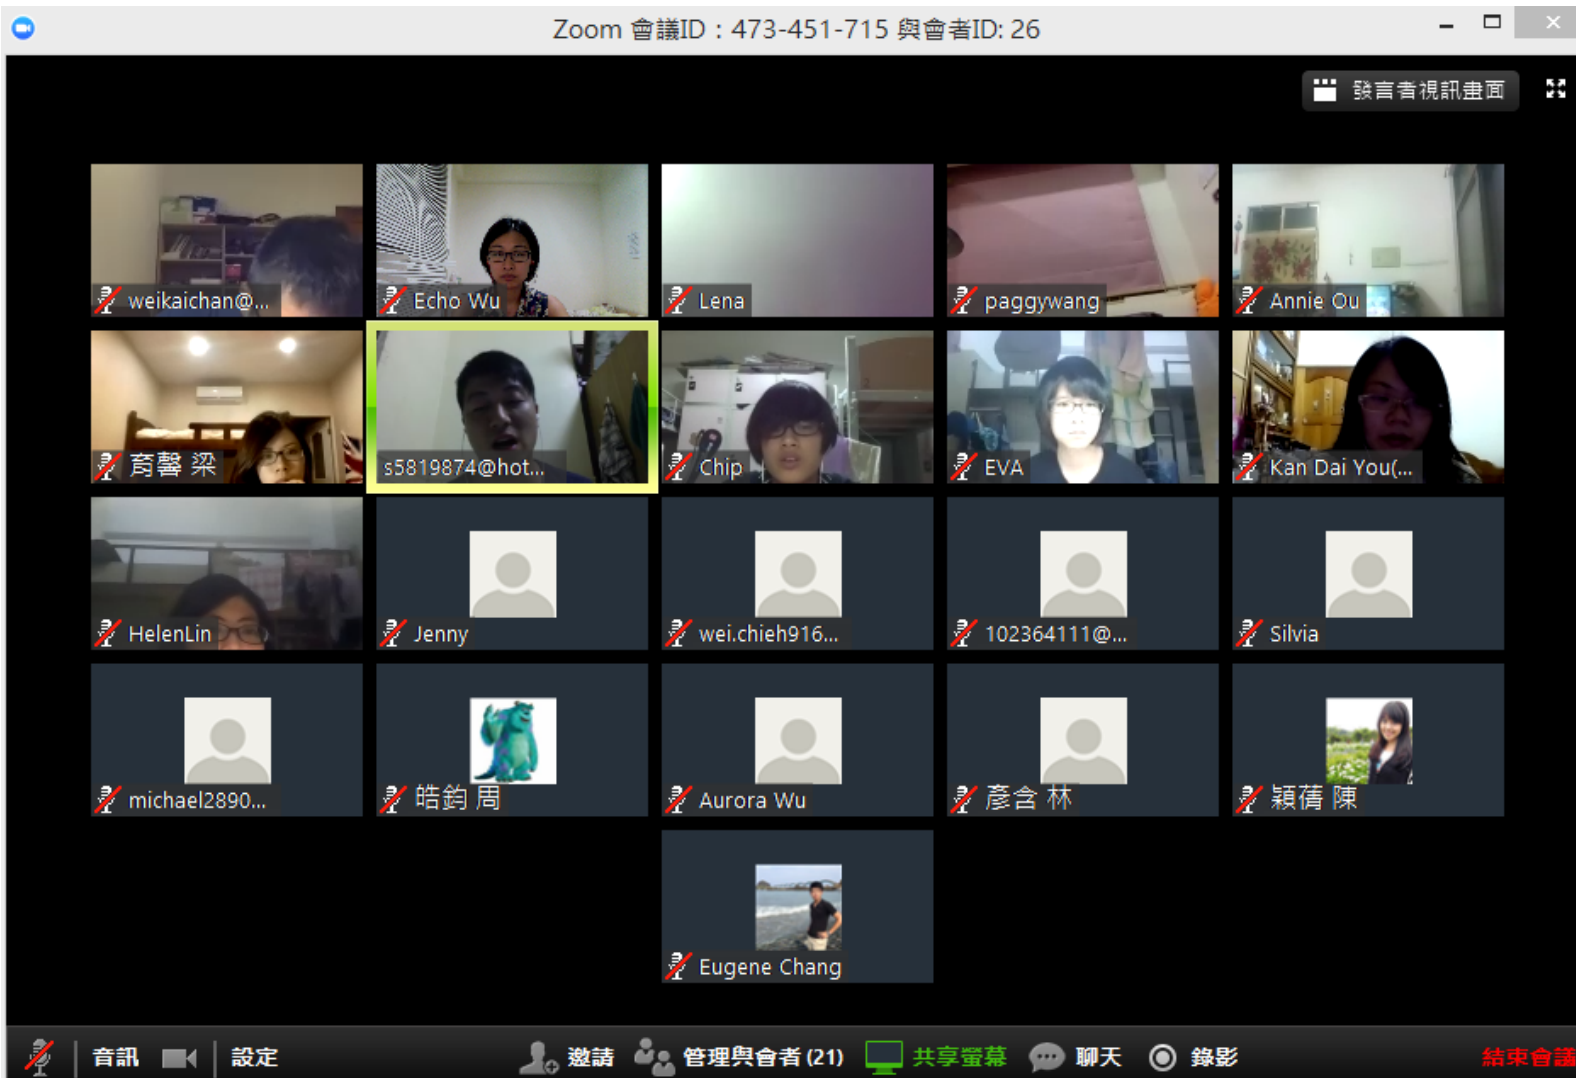 Zoom 會議ID：473-451-715 與會者ID: 26
發言者視訊畫面
weikaichan@...
Echo Wu
Lena
paggywang
Annie Ou
育馨 梁
s5819874@hot...
Chip
EVA
Kan Dai You(...
HelenLin
Jenny
wei.chieh916...
102364111@...
Silvia
michael2890...
皓鈞 周
Aurora Wu
彥含 林
穎蒨 陳
Eugene Chang
音訊 設定 邀請 管理與會者(21) 共享螢幕 聊天 錄影 結束會議